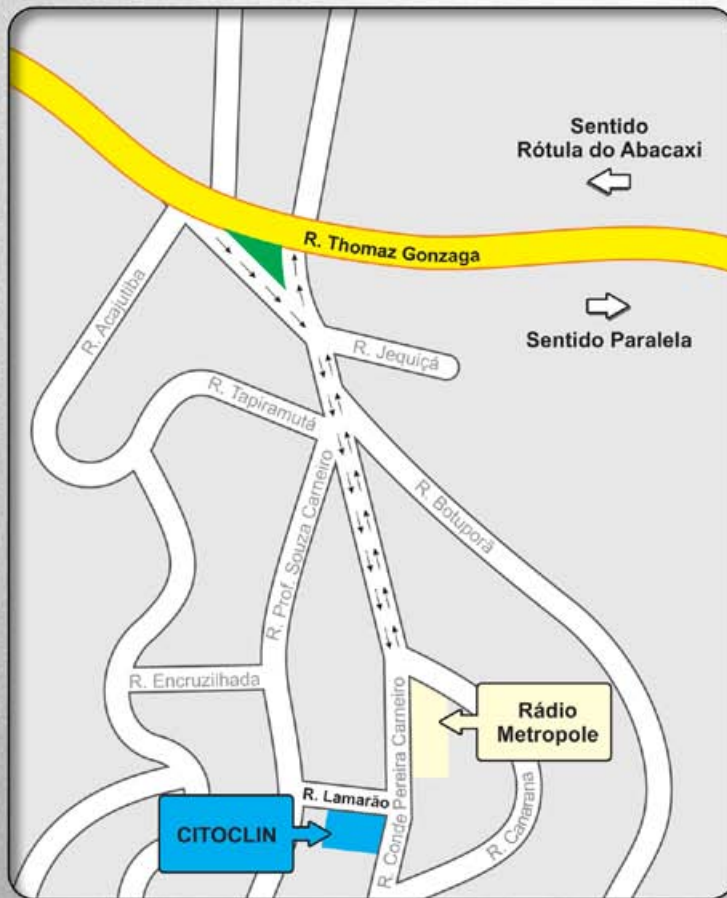 Sentido
Rótula do Abacaxi
R. Thomaz Gonzaga
Sentido Paralela
R. Acajutiba
R. Jequiçá
R. Tapiramutá
R. Prof. Souza Carneiro
R. Botuporã
R. Encruzilhada
R. Conde Pereira Carneiro
Rádio
Metropole
R. Lamarão
CITOCLIN
R. Canarana